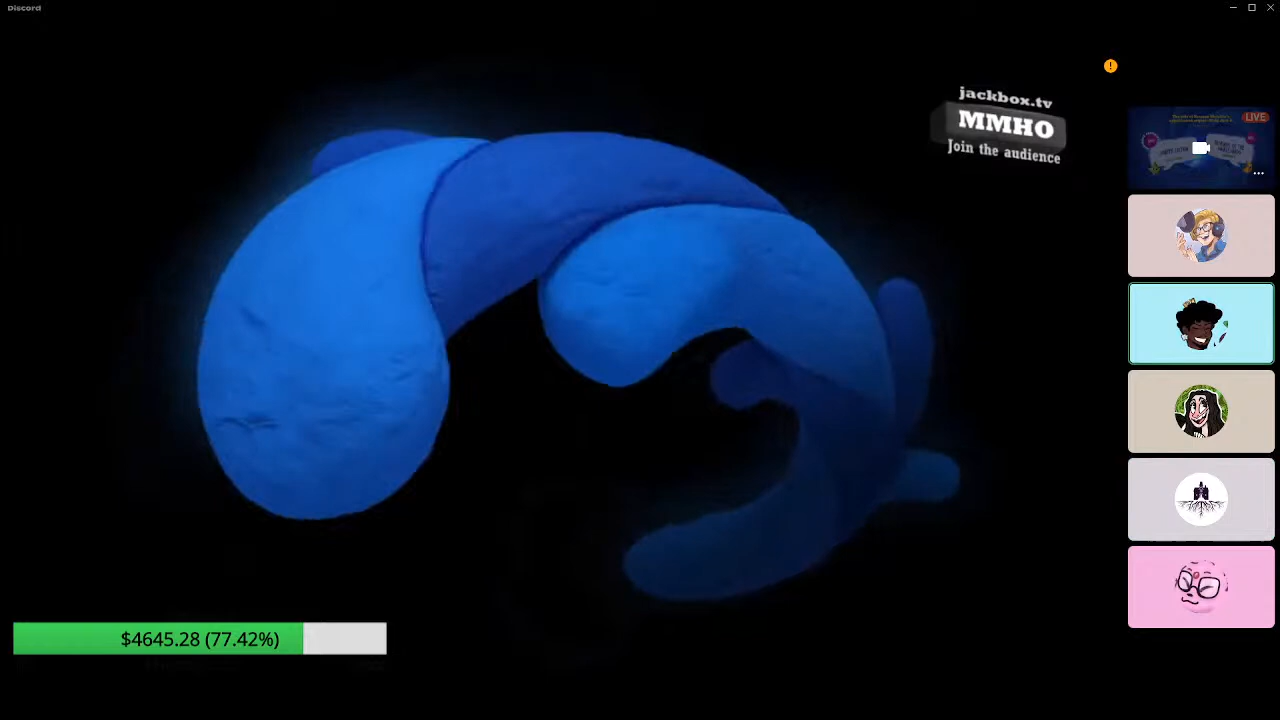 Discord
jackbox.tv
MMHO
Join the audience
LIVE
$4645.28 (77.42%)